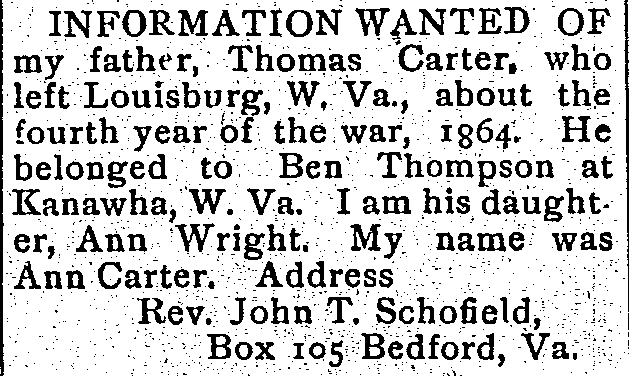 INFORMATION WANTED OF
my father, Thomas Carter, who
left Louisburg, W. Va., about the
fourth year of the war, 1864. He
belonged to Ben Thompson at
Kanawha, W. Va. I am his daught-
er, Ann Wright. My name was
Ann Carter. Address
Rev. John T. Schofield,
Box 105 Bedford, Va.